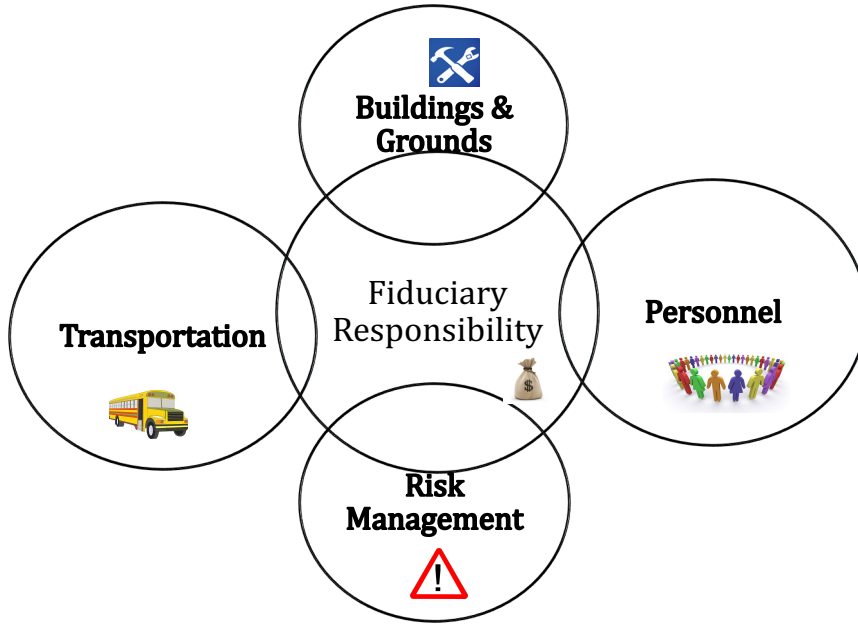 Buildings &
Grounds
Fiduciary
Responsibility
Transportation
Personnel
$
Risk
Management
!